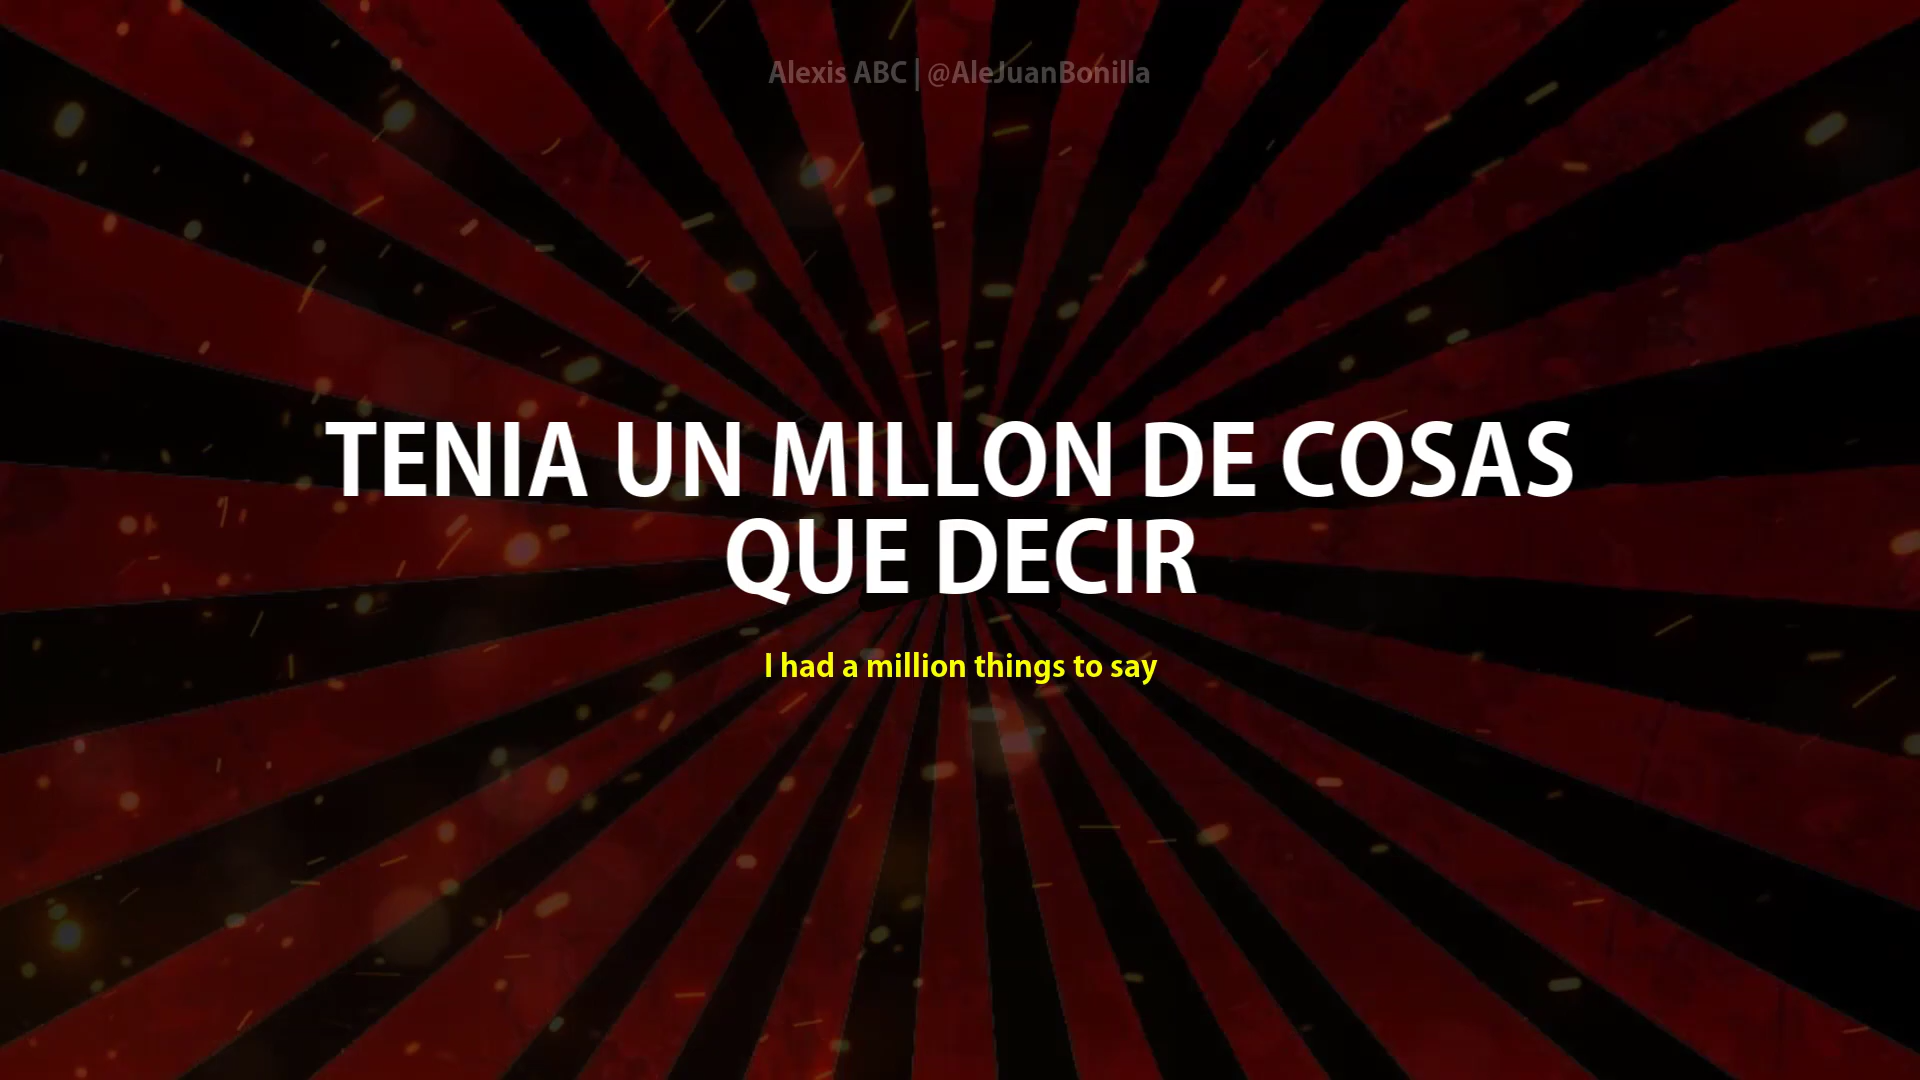 Alexis ABC | @AleJuanBonilla
TENIA UN MILLON DE COSAS
QUE DECIR
I had a million things to say